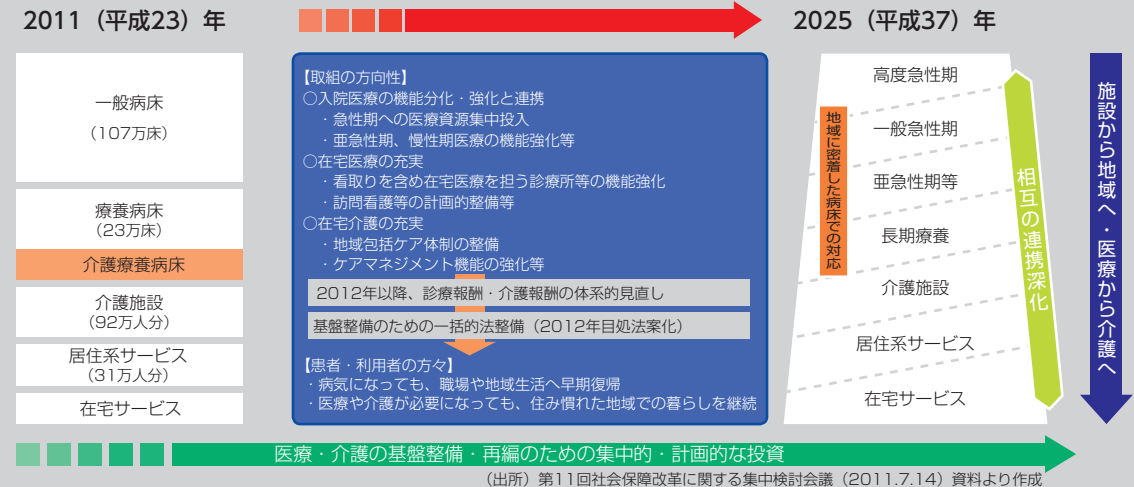 2011（平成23）年
2025（平成37）年
一般病床
（107万床）
療養病床
（23万床）
介護療養病床
介護施設
（92万人分）
居住系サービス
（31万人分）
在宅サービス
【取組の方向性】
○入院医療の機能分化・強化と連携
・急性期への医療資源集中投入
・亜急性期、慢性期医療の機能強化等
○在宅医療の充実
・看取りを含め在宅医療を担う診療所等の機能強化
・訪問看護等の計画的整備等
○在宅介護の充実
・地域包括ケア体制の整備
・ケアマネジメント機能の強化等
2012年以降、診療報酬・介護報酬の体系的見直し
基盤整備のための一括的法整備（2012年目処法案化）
【患者・利用者の方々】
・病気になっても、職場や地域生活へ早期復帰
・医療や介護が必要になっても、住み慣れた地域での暮らしを継続
地域に密着した病床での対応
高度急性期
一般急性期
亜急性期等
長期療養
介護施設
居住系サービス
在宅サービス
相互の連携深化
施設から地域へ・医療から介護へ
医療・介護の基盤整備・再編のための集中的・計画的な投資
（出所）第11回社会保障改革に関する集中検討会議（2011.7.14）資料より作成